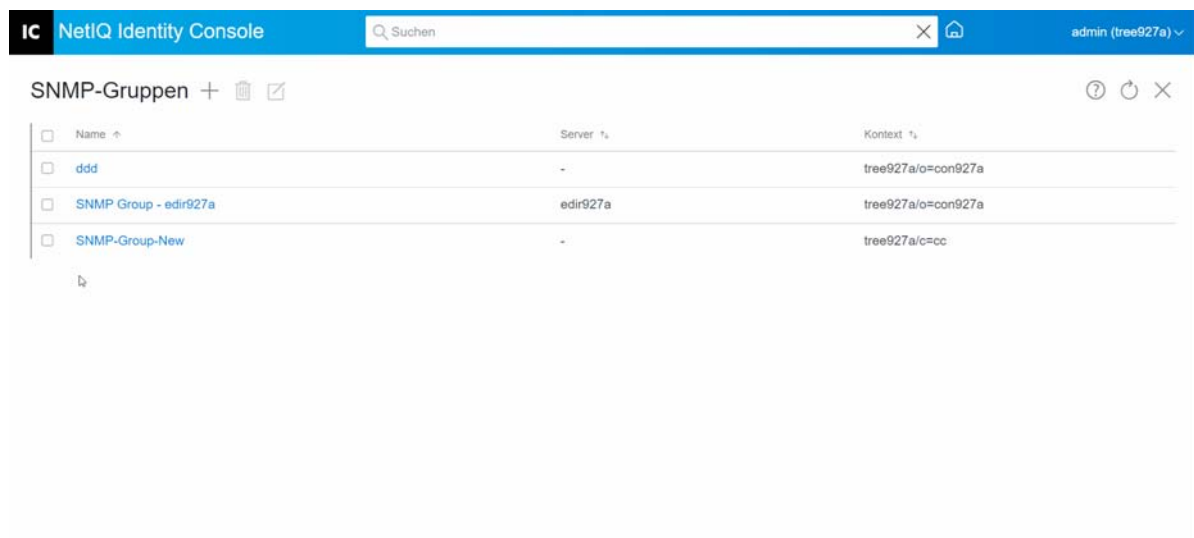 IC NetIQ Identity Console Suchen admin (tree927a)
SNMP-Gruppen
Name Server Kontext
ddd - tree927a/o=con927a
SNMP Group - edir927a edir927a tree927a/o=con927a
SNMP-Group-New - tree927a/c=cc